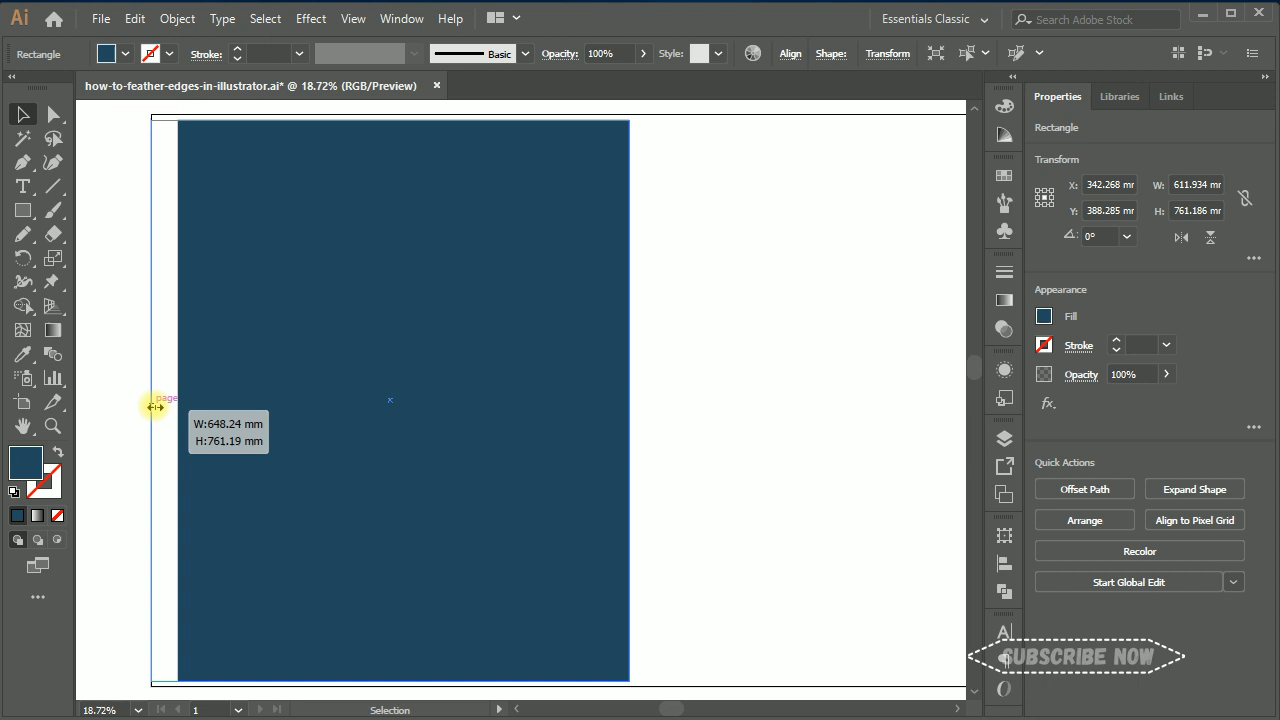 Ai File Edit Object Type Select Effect View Window Help Essentials Classic Search Adobe Stock
Rectangle Stroke: Basic Opacity: 100% Style: Align Shape: Transform
how-to-feather-edges-in-illustrator.ai* @ 18.72% (RGB/Preview)
Properties Libraries Links
Rectangle
Transform
X: 342.268 mr W: 611.934 mr
Y: 388.285 mr H: 761.186 mr
0°
Appearance
Fill
Stroke
Opacity 100%
fx.
page
W:648.24 mm
H:761.19 mm
Quick Actions
Offset Path Expand Shape
Arrange Align to Pixel Grid
Recolor
Start Global Edit
SUBSCRIBE NOW
18.72% 1 Selection